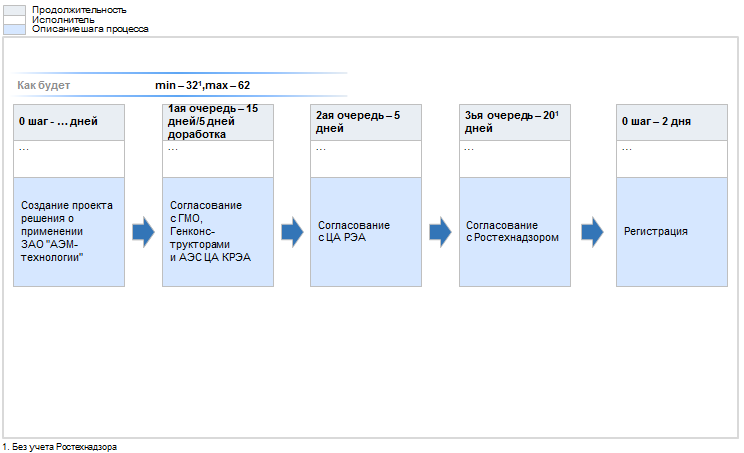 Продолжительность
Исполнитель
Описание шага процесса
Как будет
min – 32¹, max – 62
0 шаг - … дней
…
Создание проекта
решения о
применении
ЗАО "АЭМ-
технологии"
1ая очередь – 15
дней/5 дней
доработка
…
Согласование
с ГМО,
Генконс-
трукторами
и АЭС ЦА КРЭА
2ая очередь – 5
дней
…
Согласование
с ЦА РЭА
3ья очередь – 20¹
дней
…
Согласование
с Ростехнадзором
0 шаг – 2 дня
…
Регистрация
1. Без учета Ростехнадзора